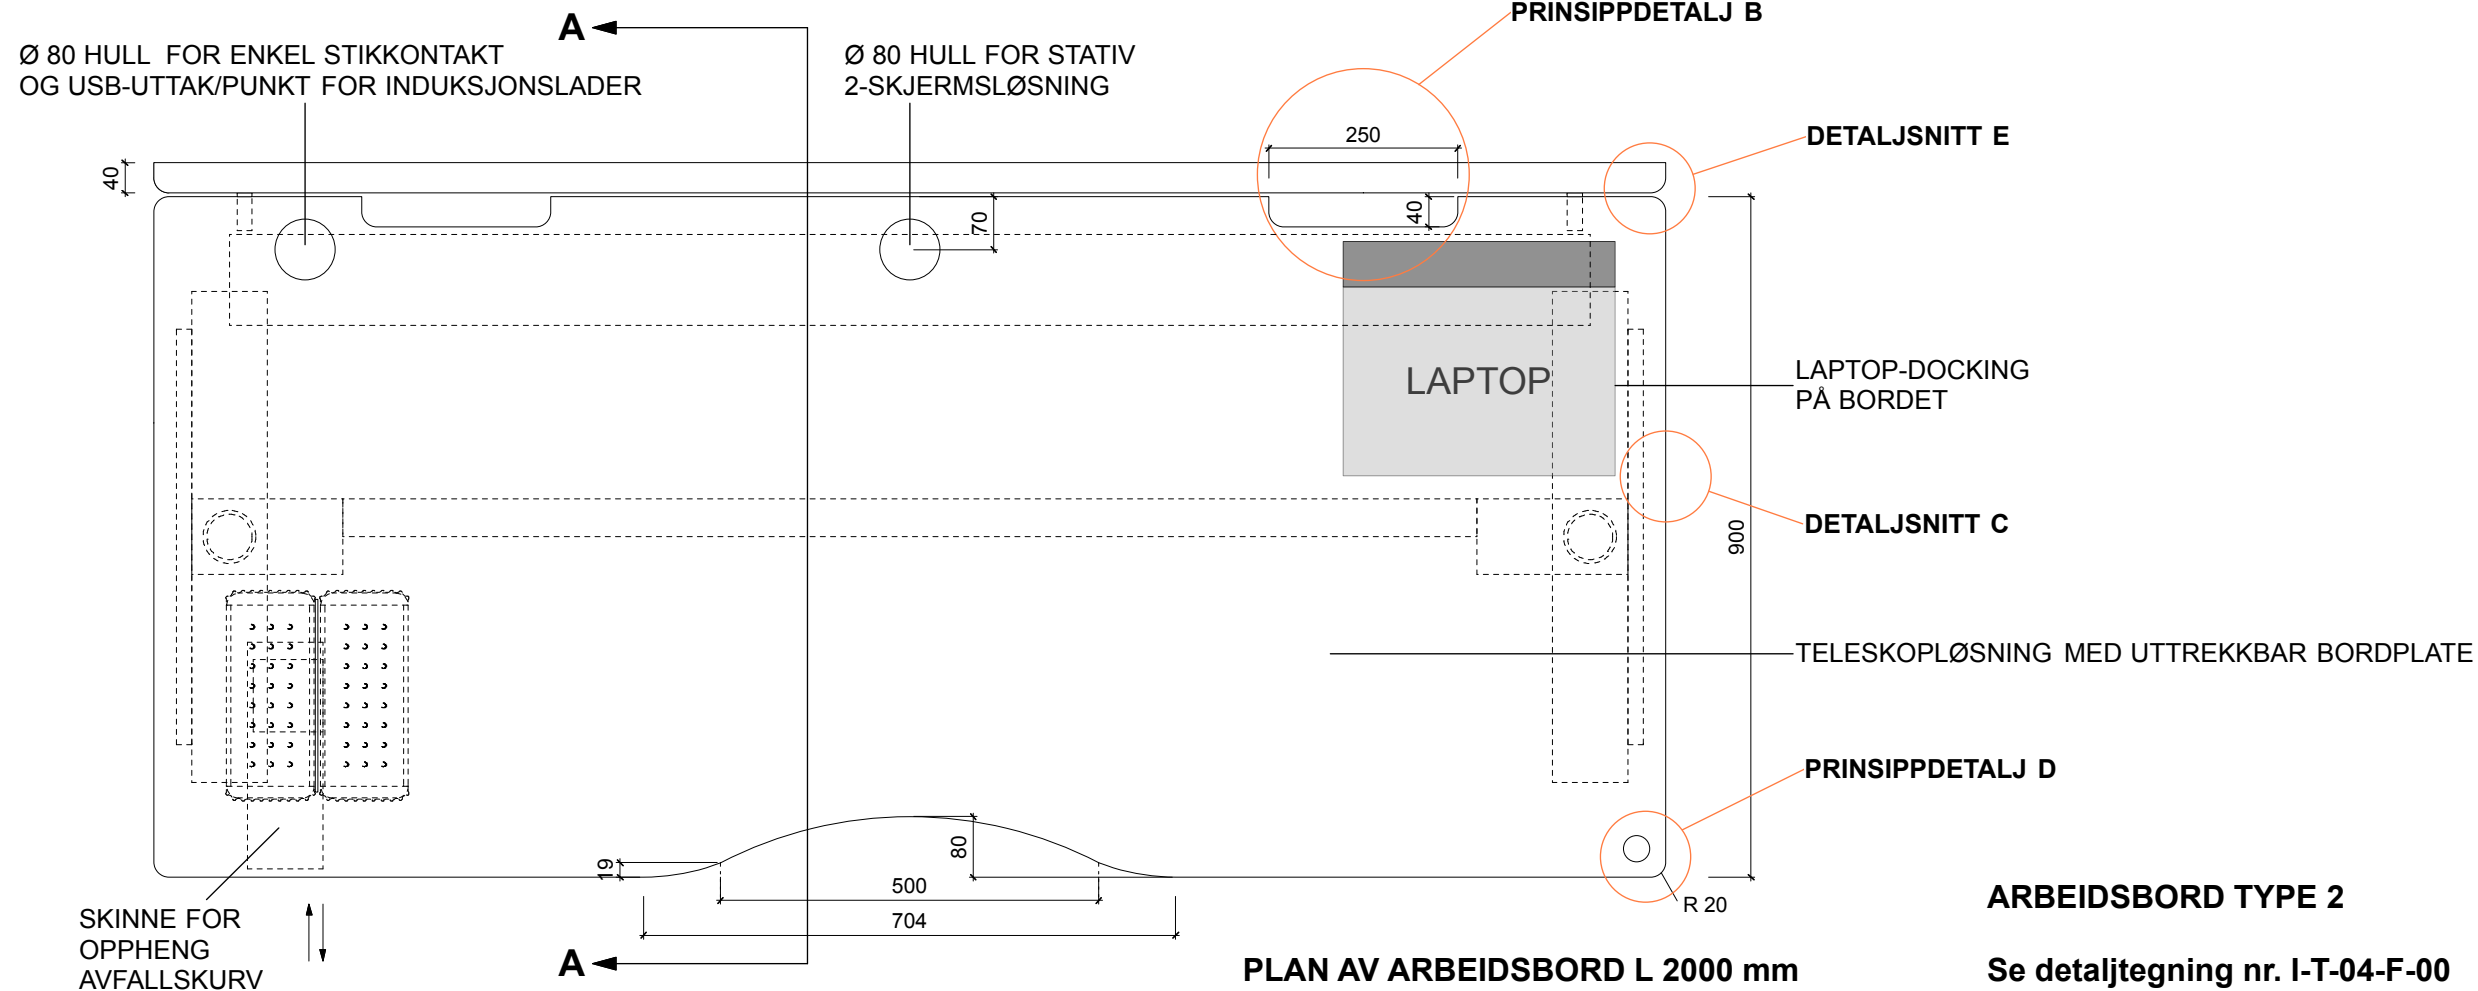 PRINSIPPDETALJ B
A
Ø 80 HULL FOR ENKEL STIKKONTAKT
OG USB-UTTAK/PUNKT FOR INDUKSJONSLADER
Ø 80 HULL FOR STATIV
2-SKJERMSLØSNING
250
DETALJSNITT E
40
70
40
LAPTOP
LAPTOP-DOCKING
PÅ BORDET
DETALJSNITT C
900
TELESKOPLØSNING MED UTTREKKBAR BORDPLATE
PRINSIPPDETALJ D
19
80
500
704
R 20
SKINNE FOR
OPPHENG
AVFALLSKURV
A
ARBEIDSBORD TYPE 2
PLAN AV ARBEIDSBORD L 2000 mm
Se detaljtegning nr. I-T-04-F-00